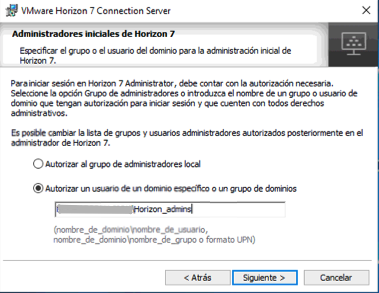 VMware Horizon 7 Connection Server
Administradores iniciales de Horizon 7
Especificar el grupo o el usuario del dominio para la administración inicial de
Horizon 7.
Para iniciar sesión en Horizon 7 Administrator, debe contar con la autorización necesaria.
Seleccione la opción Grupo de administradores o introduzca el nombre de un grupo o usuario de
dominio que tengan autorización para iniciar sesión y que cuenten con todos derechos
administrativos.
Es posible cambiar la lista de grupos y usuarios administradores autorizados posteriormente en el
administrador de Horizon 7.
Autorizar al grupo de administradores local
Autorizar un usuario de un dominio específico o un grupo de dominios
\Horizon_admins
(nombre_de_dominio\nombre_de_usuario,
nombre_de_dominio\nombre_de_grupo o formato UPN)
< Atrás Siguiente > Cancelar